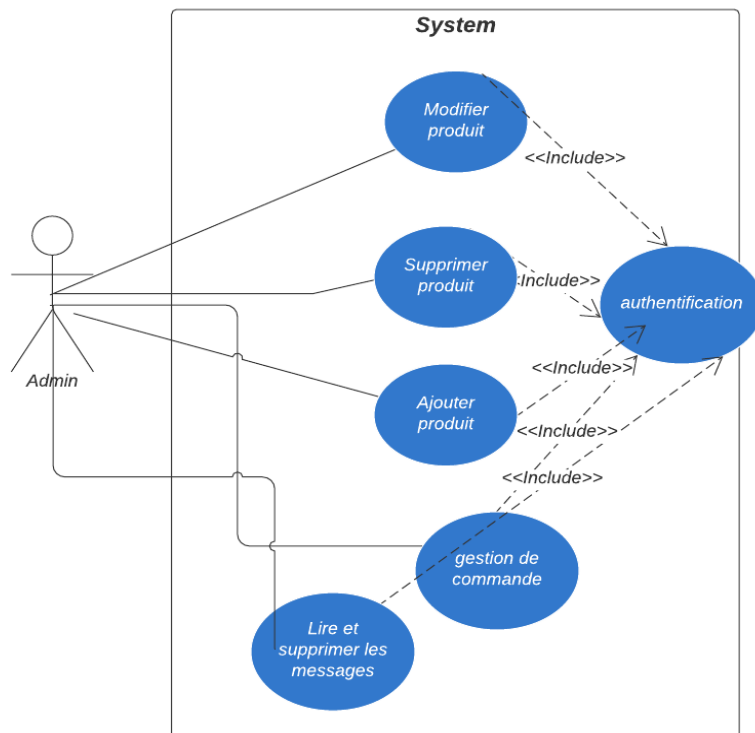 System
Modifier
produit
<<Include>>
Supprimer
produit
Include>>
authentification
Admin
<<Include>>
Ajouter
produit
<<Include>>
<<Include>>
gestion de
commande
Lire et
supprimer les
messages